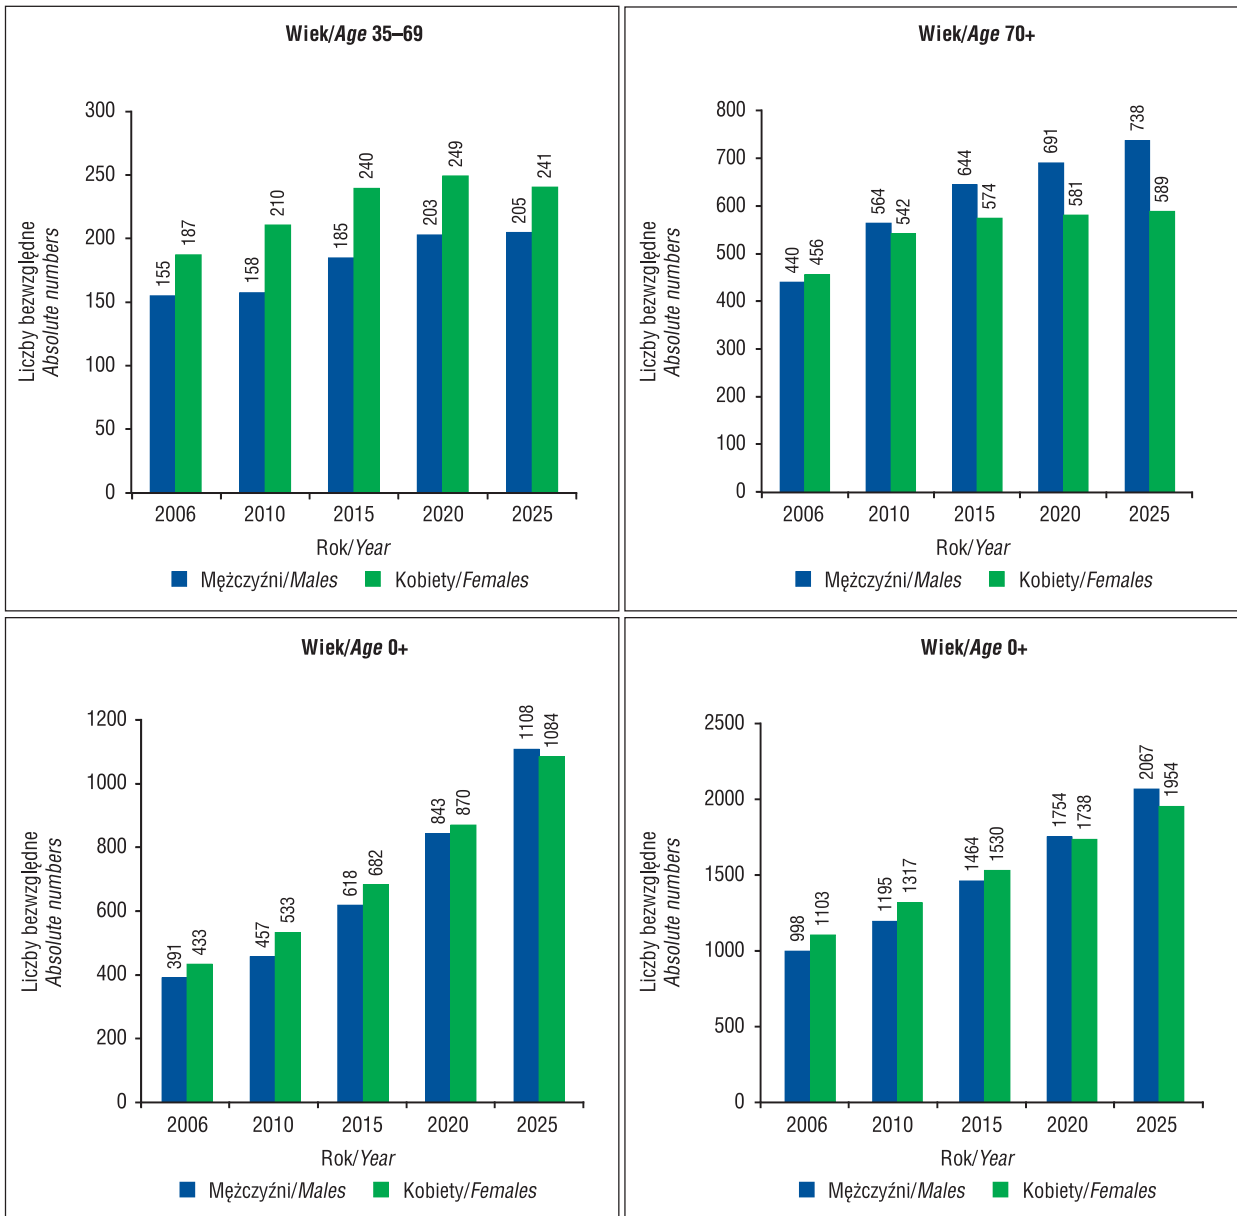 Wiek/Age 35–69
300
250
200
150
100
50
0
Liczby bezwzględne
Absolute numbers
155
187
158
210
185
240
203
249
205
241
2006 2010 2015 2020 2025
Rok/Year
Mężczyźni/Males Kobiety/Females
Wiek/Age 70+
800
700
600
500
400
300
200
100
0
Liczby bezwzględne
Absolute numbers
440
456
564
542
644
574
691
581
738
589
2006 2010 2015 2020 2025
Rok/Year
Mężczyźni/Males Kobiety/Females
Wiek/Age 0+
1200
1000
800
600
400
200
0
Liczby bezwzględne
Absolute numbers
391
433
457
533
618
682
843
870
1108
1084
2006 2010 2015 2020 2025
Rok/Year
Mężczyźni/Males Kobiety/Females
Wiek/Age 0+
2500
2000
1500
1000
500
0
Liczby bezwzględne
Absolute numbers
998
1103
1195
1317
1464
1530
1754
1738
2067
1954
2006 2010 2015 2020 2025
Rok/Year
Mężczyźni/Males Kobiety/Females